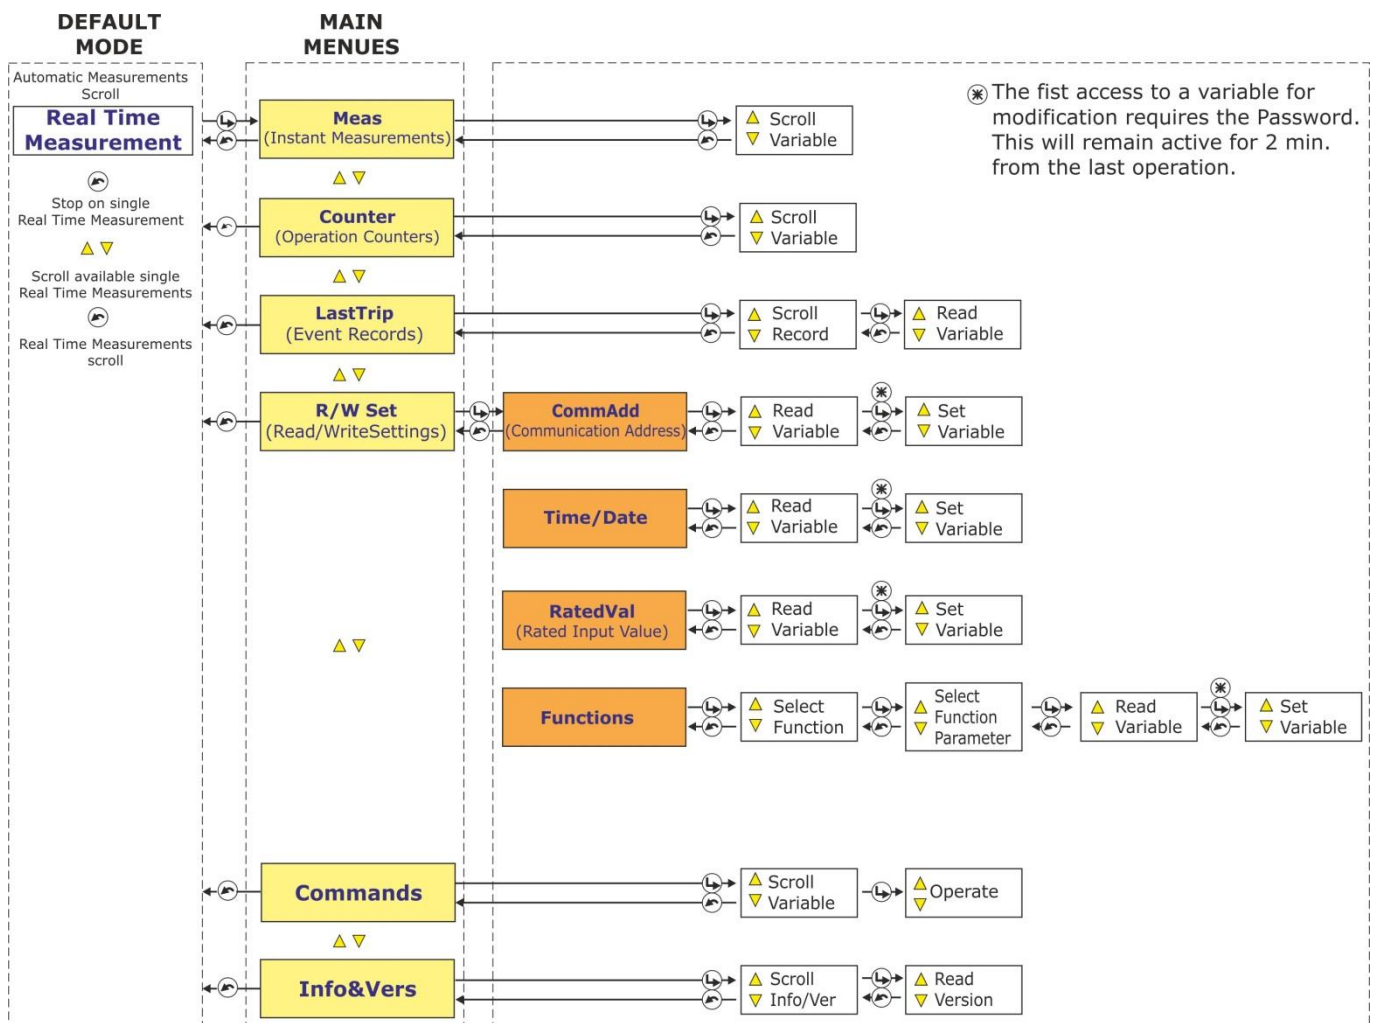 DEFAULT
MODE
MAIN
MENUES
Automatic Measurements
Scroll
Real Time
Measurement
Stop on single
Real Time Measurement
Scroll available single
Real Time Measurements
Real Time Measurements
scroll
Meas
(Instant Measurements)
Scroll
Variable
The fist access to a variable for
modification requires the Password.
This will remain active for 2 min.
from the last operation.
Counter
(Operation Counters)
Scroll
Variable
LastTrip
(Event Records)
Scroll
Record
Read
Variable
R/W Set
(Read/WriteSettings)
CommAdd
(Communication Address)
Read
Variable
Set
Variable
Time/Date
Read
Variable
Set
Variable
RatedVal
(Rated Input Value)
Read
Variable
Set
Variable
Functions
Select
Function
Select
Function
Parameter
Read
Variable
Set
Variable
Commands
Scroll
Variable
Operate
Info&Vers
Scroll
Info/Ver
Read
Version